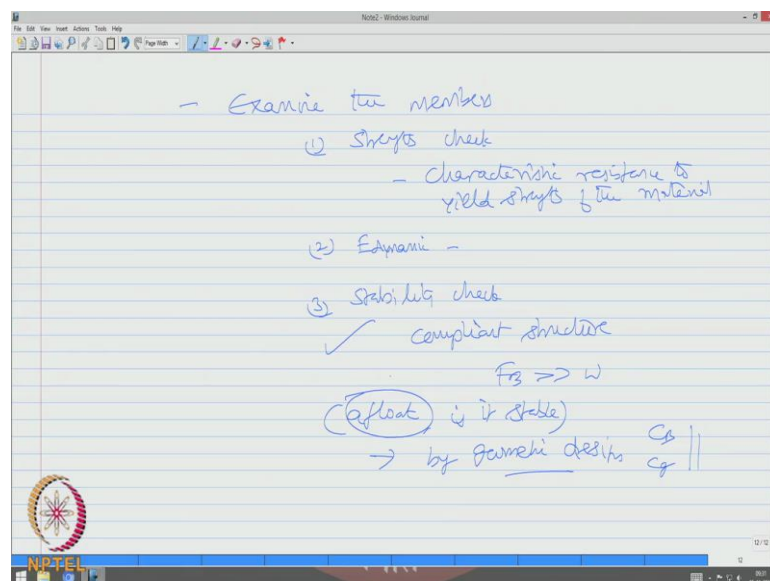 Note2 - Windows Journal
File Edit View Insert Actions Tools Help
Page Width
- Examine the members
(1) Strength check
- characteristic resistance to
yield strength of the material
(2)
(3) Stability check
compliant structure
FB >> W
(afloat, is it stable)
→ by geometric design
CB
Cg
NPTEL
12/12
12